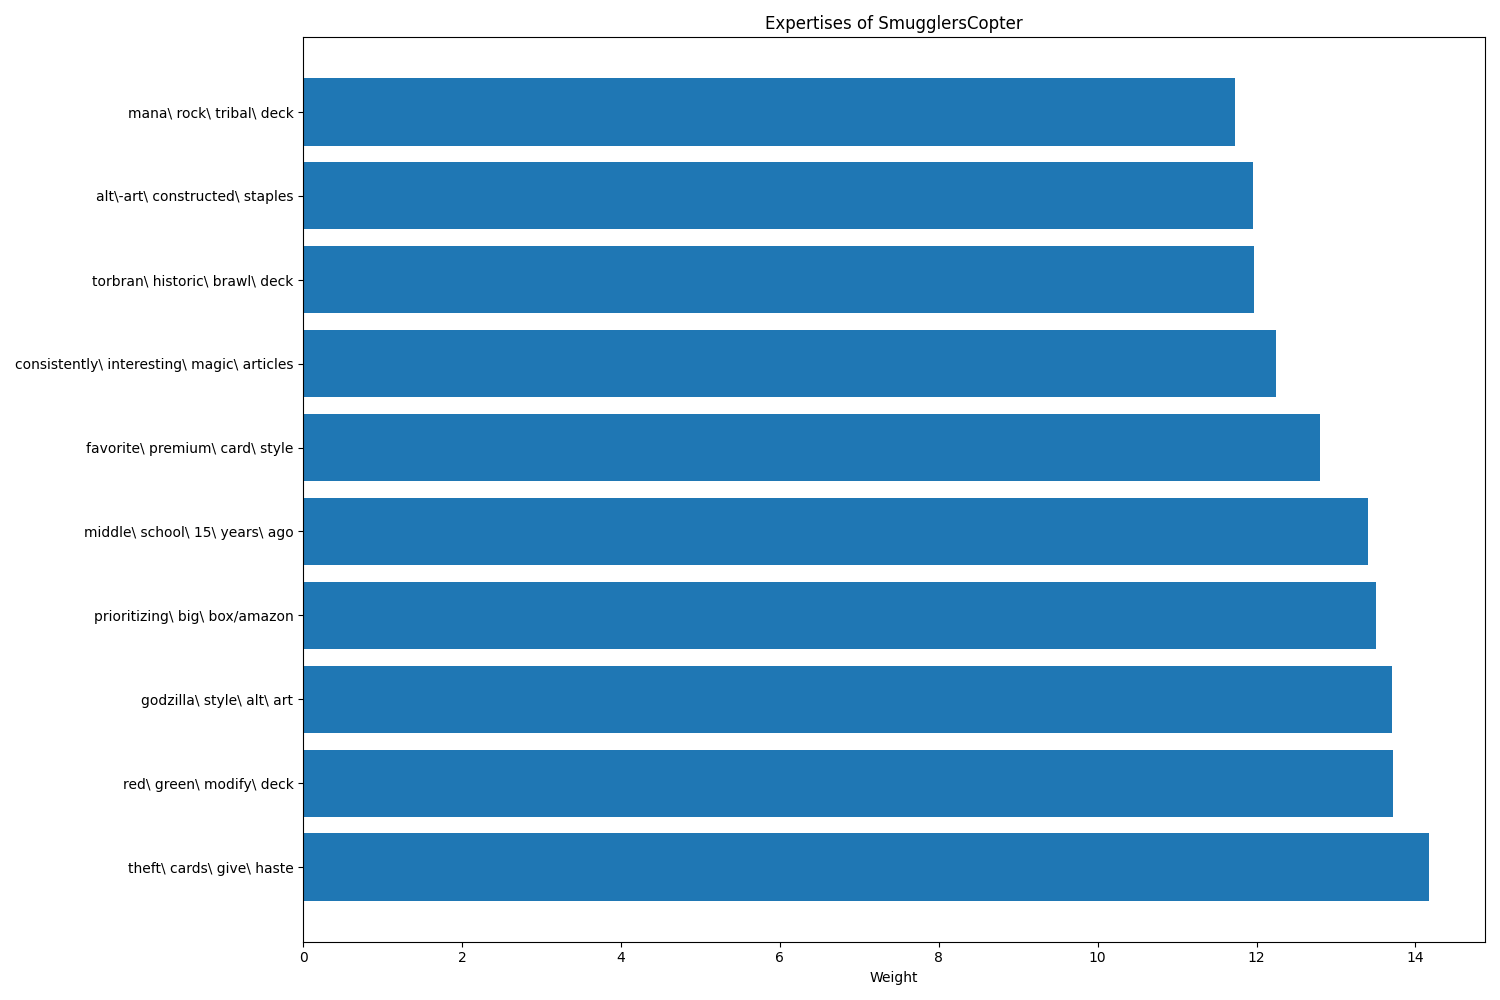 Expertises of SmugglersCopter
mana\ rock\ tribal\ deck
alt\-art\ constructed\ staples
torbran\ historic\ brawl\ deck
consistently\ interesting\ magic\ articles
favorite\ premium\ card\ style
middle\ school\ 15\ years\ ago
prioritizing\ big\ box/amazon
godzilla\ style\ alt\ art
red\ green\ modify\ deck
theft\ cards\ give\ haste
0 2 4 6 8 10 12 14
Weight